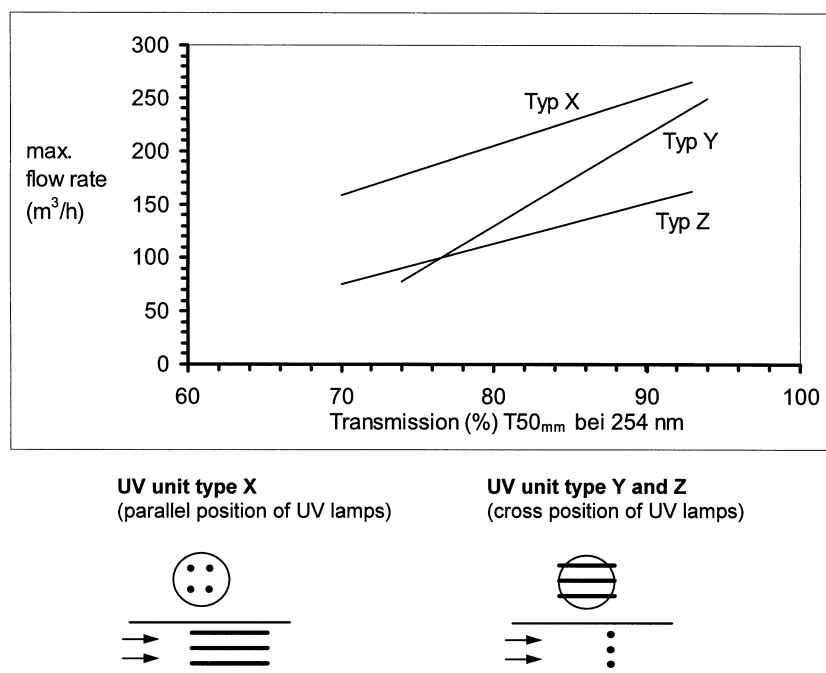 300
250
200
150
100
50
0
max.
flow rate
(m³/h)
Typ X
Typ Y
Typ Z
60 70 80 90 100
Transmission (%) T50mm bei 254 nm
UV unit type X
(parallel position of UV lamps)
UV unit type Y and Z
(cross position of UV lamps)